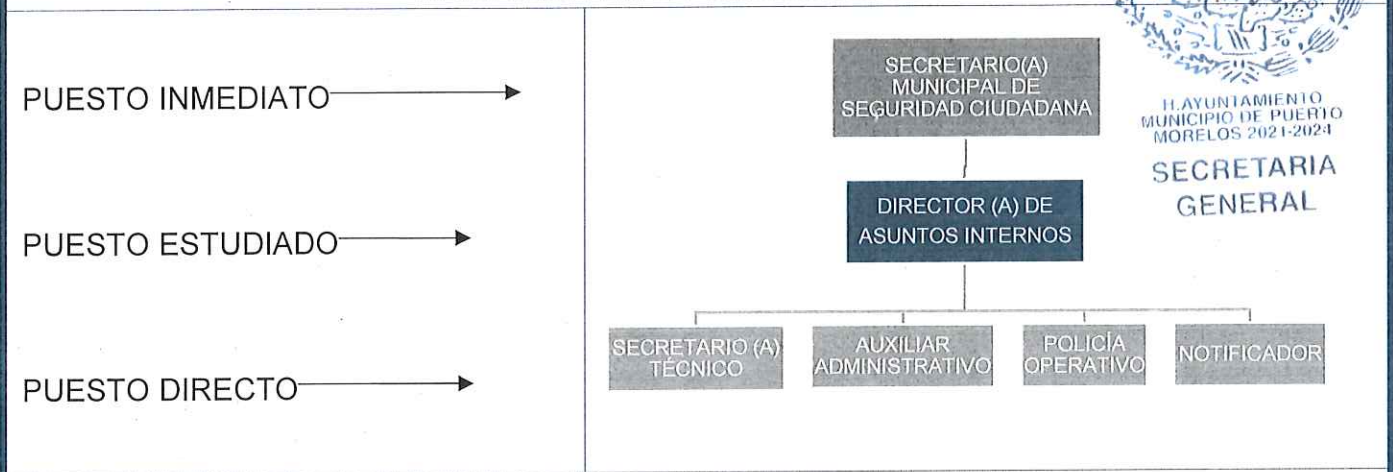 PUESTO INMEDIATO
SECRETARIO(A)
MUNICIPAL DE
SEGURIDAD CIUDADANA
H.AYUNTAMIENTO
MUNICIPIO DE PUERTO
MORELOS 2021-2024
SECRETARIA
GENERAL
PUESTO ESTUDIADO
DIRECTOR (A) DE
ASUNTOS INTERNOS
PUESTO DIRECTO
SECRETARIO (A)
TÉCNICO
AUXILIAR
ADMINISTRATIVO
POLICÍA
OPERATIVO
NOTIFICADOR